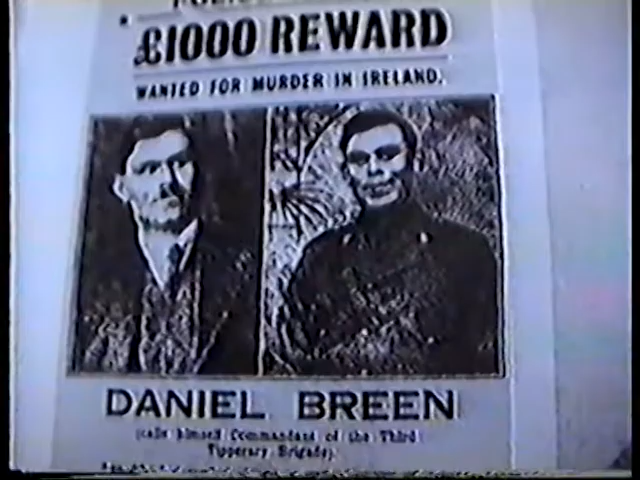 £1000 REWARD
WANTED FOR MURDER IN IRELAND.
DANIEL BREEN
(calls himself Commandant of the Third
Tipperary Brigade).